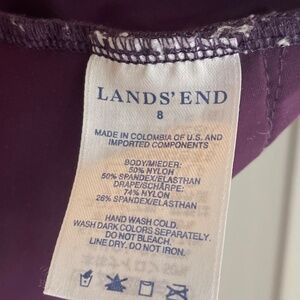 LANDS' END
8
MADE IN COLOMBIA OF U.S. AND
IMPORTED COMPONENTS
BODY/MIEDER:
50% NYLON
50% SPANDEX/ELASTHAN
DRAPE/SCHÄRPE:
74% NYLON
26% SPANDEX/ELASTHAN
HAND WASH COLD.
WASH DARK COLORS SEPARATELY.
DO NOT BLEACH.
LINE DRY. DO NOT IRON.